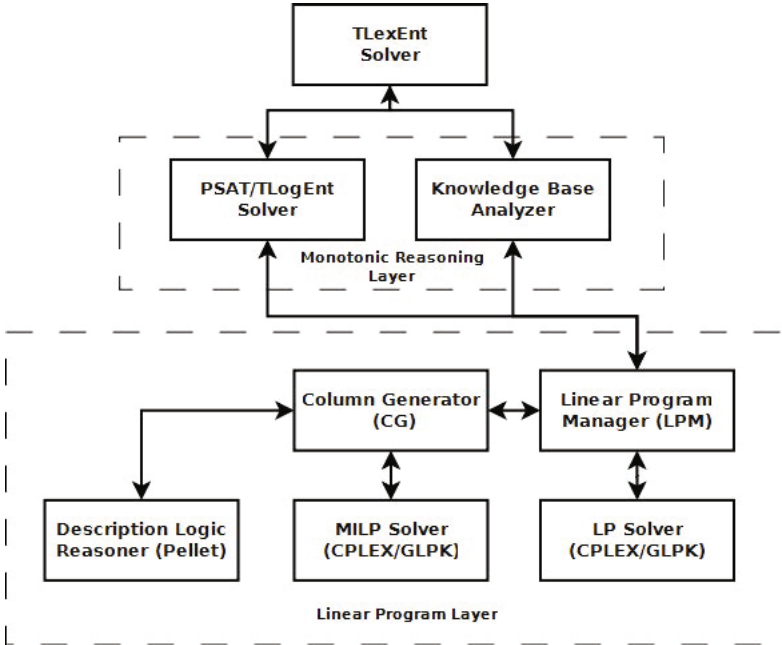 TLexEnt
Solver
PSAT/TLogEnt
Solver
Knowledge Base
Analyzer
Monotonic Reasoning
Layer
Column Generator
(CG)
Linear Program
Manager (LPM)
Description Logic
Reasoner (Pellet)
MILP Solver
(CPLEX/GLPK)
LP Solver
(CPLEX/GLPK)
Linear Program Layer